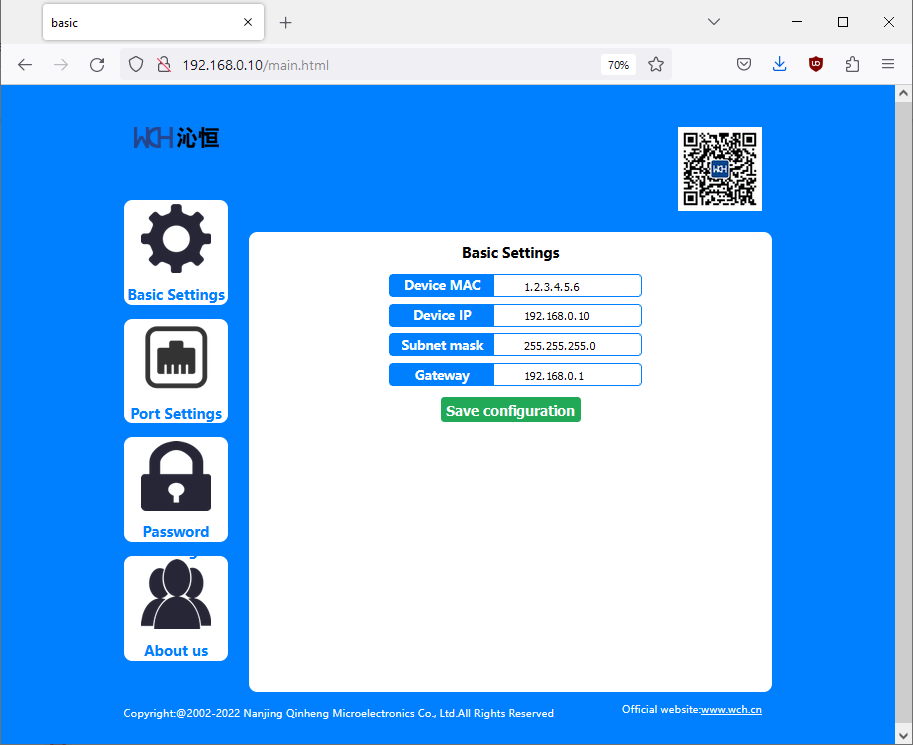 basic
192.168.0.10/main.html
70%
WCH 沁恒
WCH
Basic Settings
Port Settings
Password
About us
Basic Settings
Device MAC 1.2.3.4.5.6
Device IP 192.168.0.10
Subnet mask 255.255.255.0
Gateway 192.168.0.1
Save configuration
Copyright:@2002-2022 Nanjing Qinheng Microelectronics Co., Ltd.All Rights Reserved
Official website:www.wch.cn